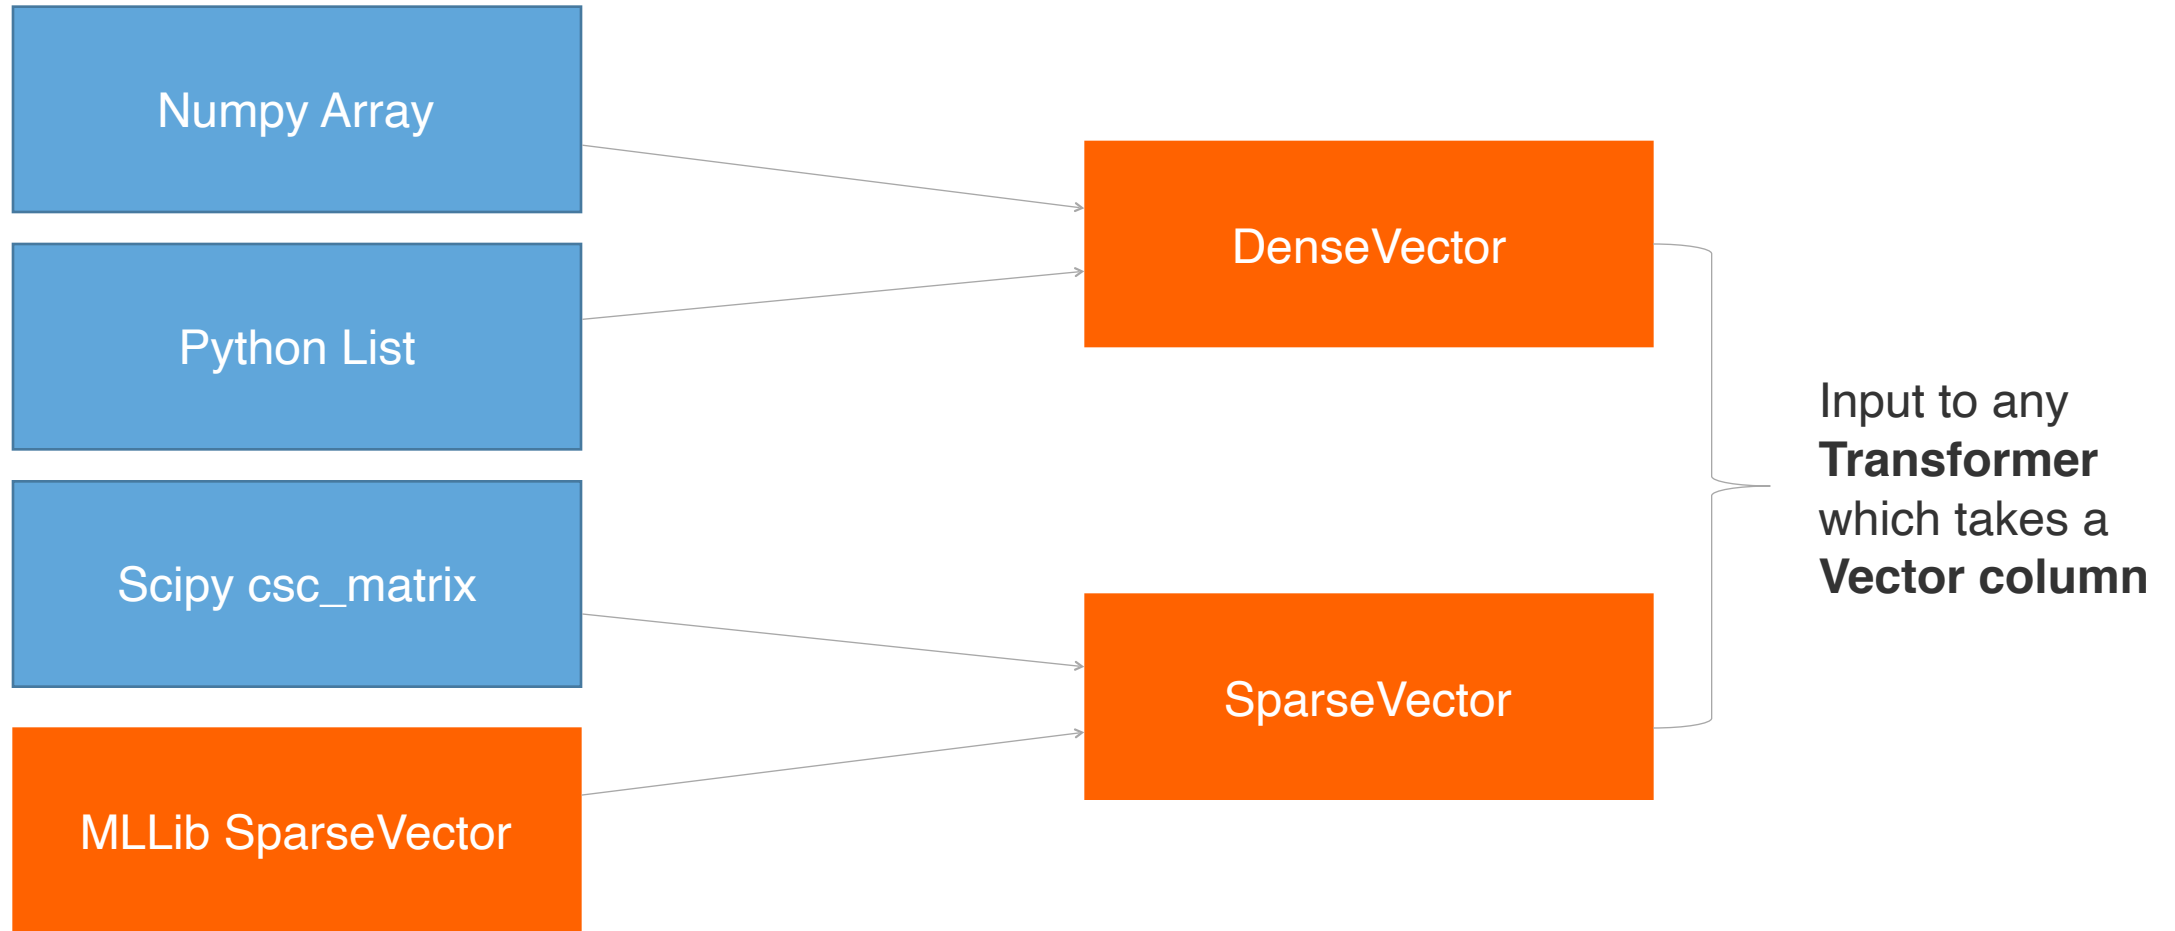 Numpy Array
Python List
Scipy csc_matrix
MLLib SparseVector
DenseVector
SparseVector
Input to any
Transformer
which takes a
Vector column